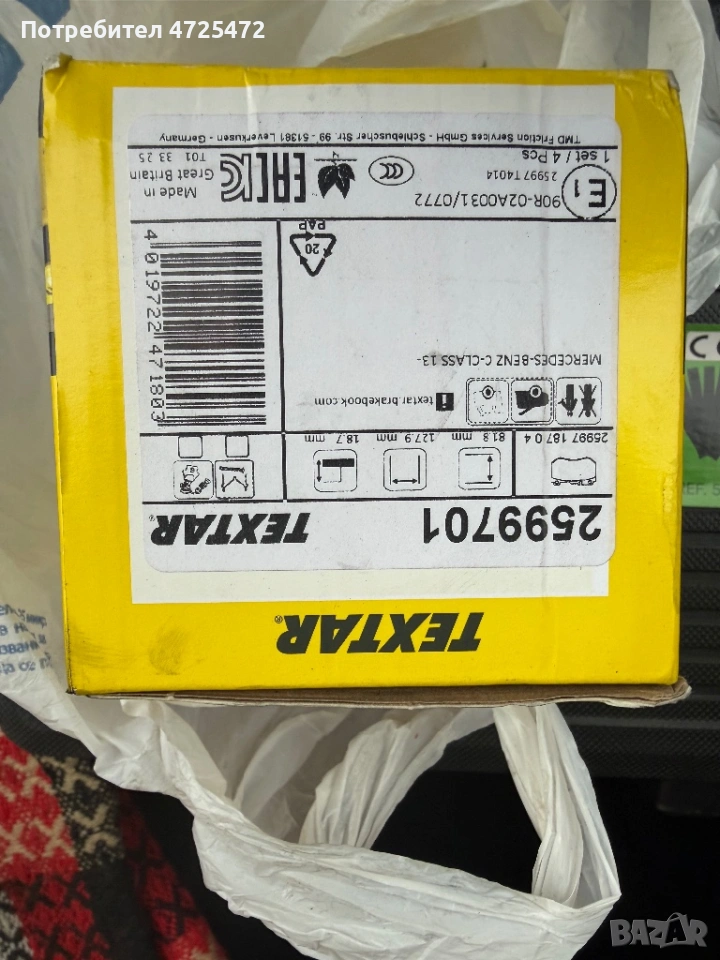 Потребител 4725472
TEXTAR®
2599701
TEXTAR®
25997 187 0 4
81.8 mm
127.9 mm
18.7 mm
textar.brakebook.com
MERCEDES-BENZ C-CLASS 13-
4 019722 471803
20
PAP
E1
90R-02A0031/0772
25997 T4014
1 set / 4 Pcs
CCC
EAC
Made in
Great Britain
T01 33 25
TMD Friction Services GmbH - Schlebuscher Str. 99 - 51381 Leverkusen - Germany
BAZAR